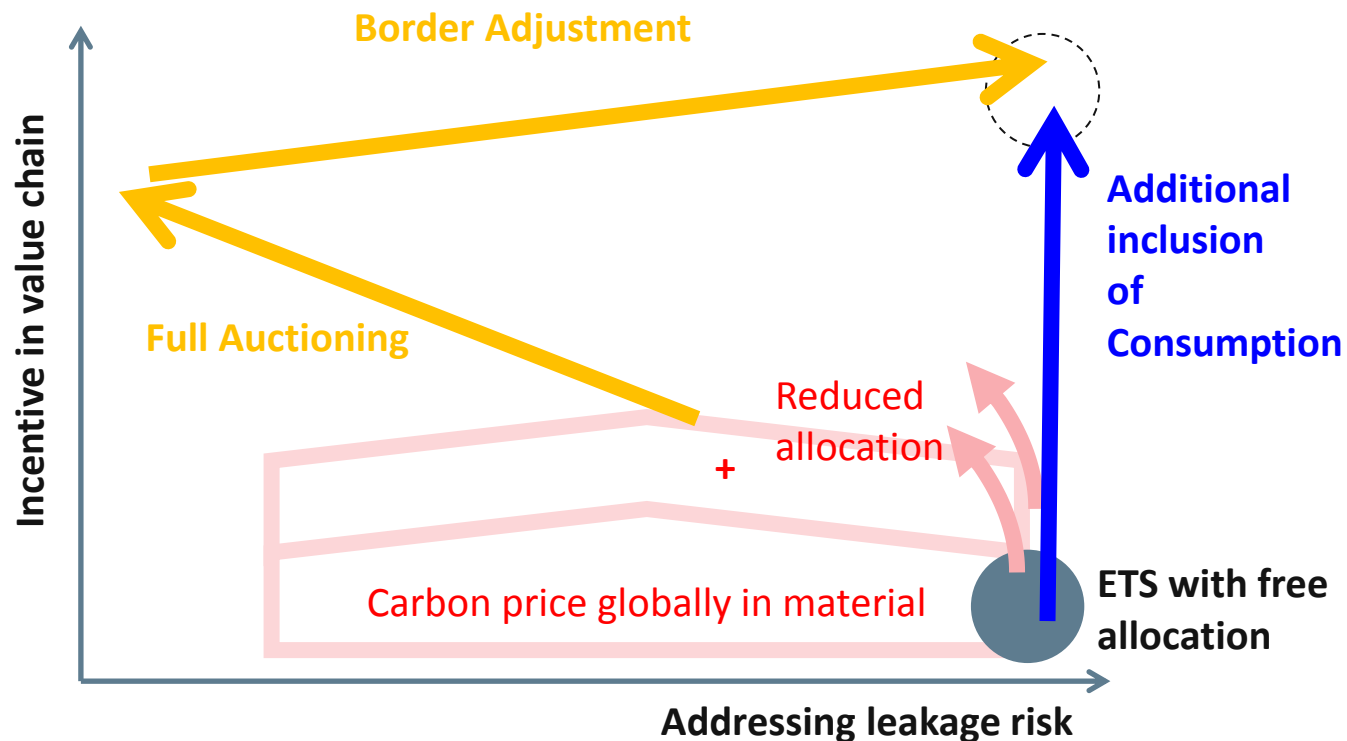 Border Adjustment
Incentive in value chain
Additional
inclusion
of
Consumption
Full Auctioning
Reduced
allocation
+
Carbon price globally in material
ETS with free
allocation
Addressing leakage risk